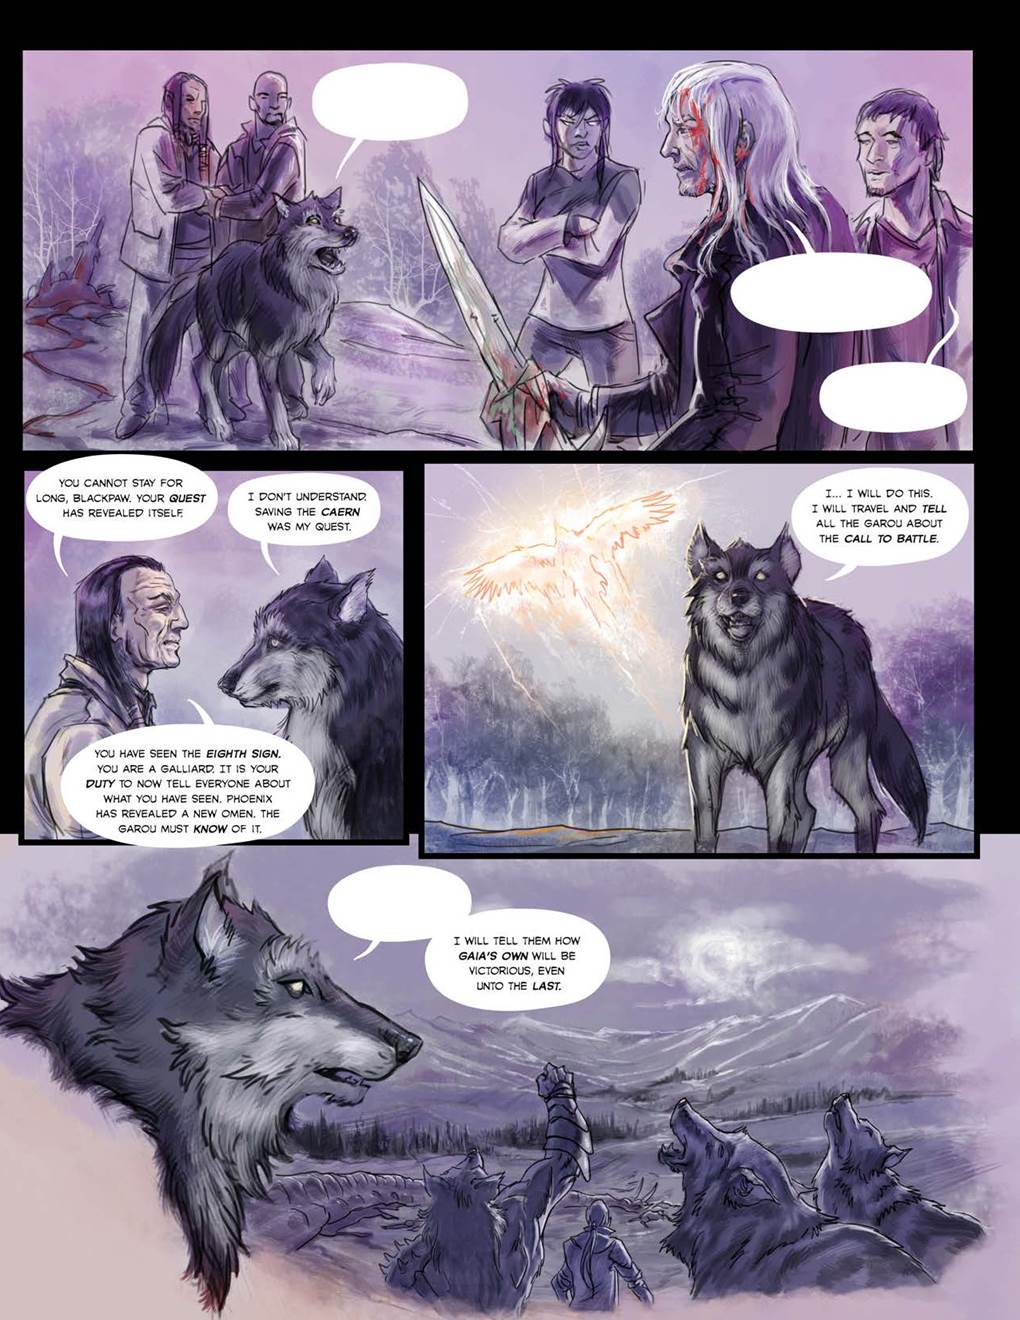 YOU CANNOT STAY FOR
LONG, BLACKPAW. YOUR QUEST
HAS REVEALED ITSELF.
I DON'T UNDERSTAND.
SAVING THE CAERN
WAS MY QUEST.
YOU HAVE SEEN THE EIGHTH SIGN.
YOU ARE A GALLIARD. IT IS YOUR
DUTY TO NOW TELL EVERYONE ABOUT
WHAT YOU HAVE SEEN. PHOENIX
HAS REVEALED A NEW OMEN. THE
GAROU MUST KNOW OF IT.
I... I WILL DO THIS.
I WILL TRAVEL AND TELL
ALL THE GAROU ABOUT
THE CALL TO BATTLE.
I WILL TELL THEM HOW
GAIA'S OWN WILL BE
VICTORIOUS, EVEN
UNTO THE LAST.